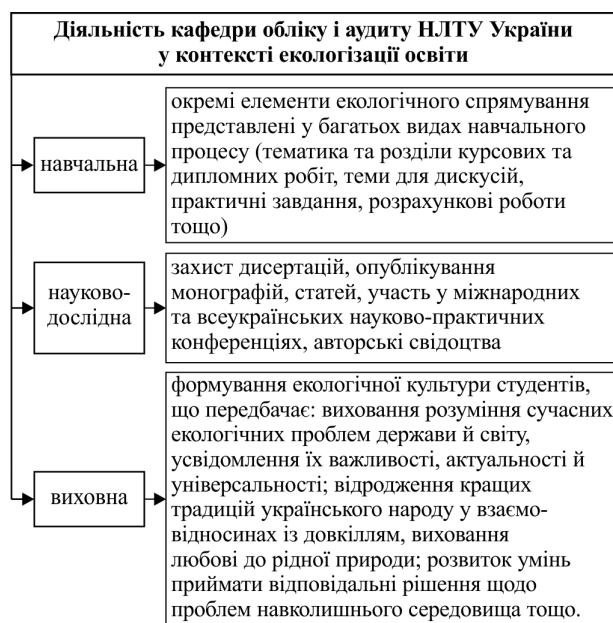 Діяльність кафедри обліку і аудиту НЛТУ України
у контексті екологізації освіти
навчальна
окремі елементи екологічного спрямування
представлені у багатьох видах навчального
процесу (тематика та розділи курсових та
дипломних робіт, теми для дискусій,
практичні завдання, розрахункові роботи
тощо)
науково-
дослідна
захист дисертацій, опублікування
монографій, статей, участь у міжнародних
та всеукраїнських науково-практичних
конференціях, авторські свідоцтва
виховна
формування екологічної культури студентів,
що передбачає: виховання розуміння сучасних
екологічних проблем держави й світу,
усвідомлення їх важливості, актуальності й
універсальності; відродження кращих
традицій українського народу у взаємо-
відносинах із довкіллям, виховання
любові до рідної природи; розвиток умінь
приймати відповідальні рішення щодо
проблем навколишнього середовища тощо.